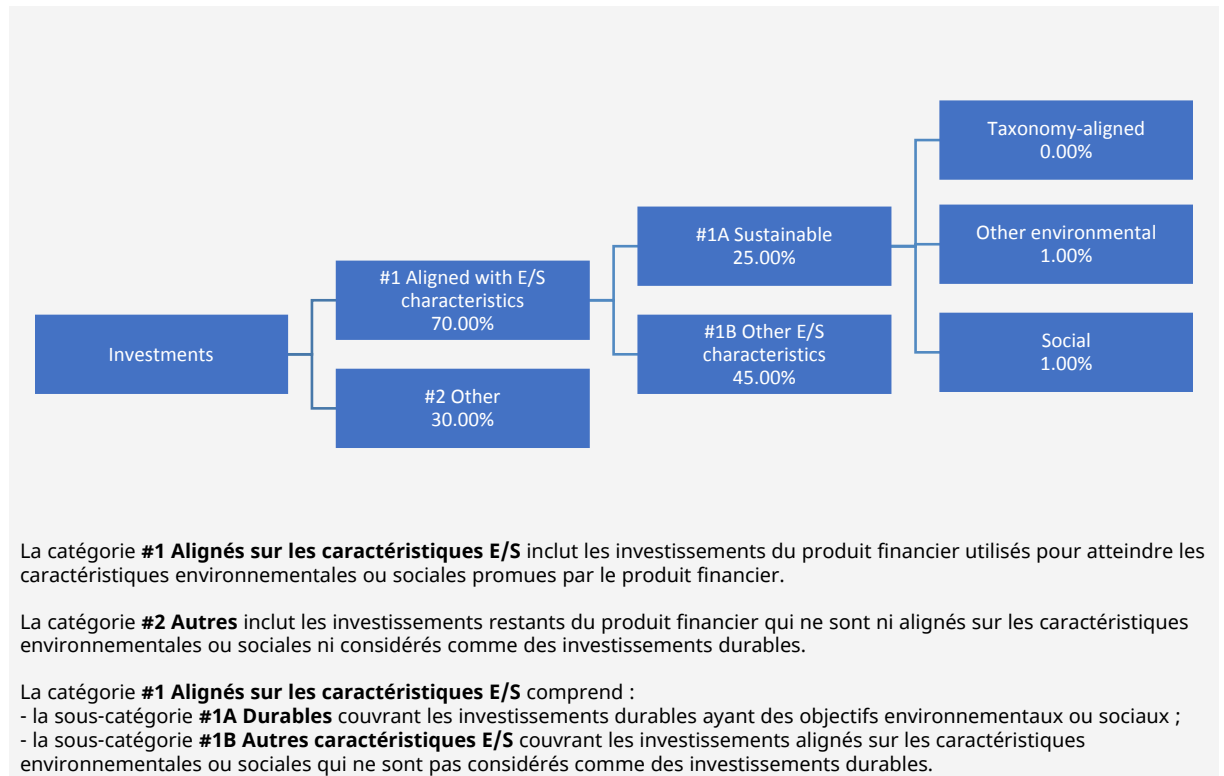 Taxonomy-aligned
0.00%
#1A Sustainable
25.00%
Other environmental
1.00%
#1 Aligned with E/S
characteristics
70.00%
Investments
#1B Other E/S
characteristics
45.00%
Social
1.00%
#2 Other
30.00%
La catégorie #1 Alignés sur les caractéristiques E/S inclut les investissements du produit financier utilisés pour atteindre les
caractéristiques environnementales ou sociales promues par le produit financier.
La catégorie #2 Autres inclut les investissements restants du produit financier qui ne sont ni alignés sur les caractéristiques
environnementales ou sociales ni considérés comme des investissements durables.
La catégorie #1 Alignés sur les caractéristiques E/S comprend :
- la sous-catégorie #1A Durables couvrant les investissements durables ayant des objectifs environnementaux ou sociaux ;
- la sous-catégorie #1B Autres caractéristiques E/S couvrant les investissements alignés sur les caractéristiques
environnementales ou sociales qui ne sont pas considérés comme des investissements durables.